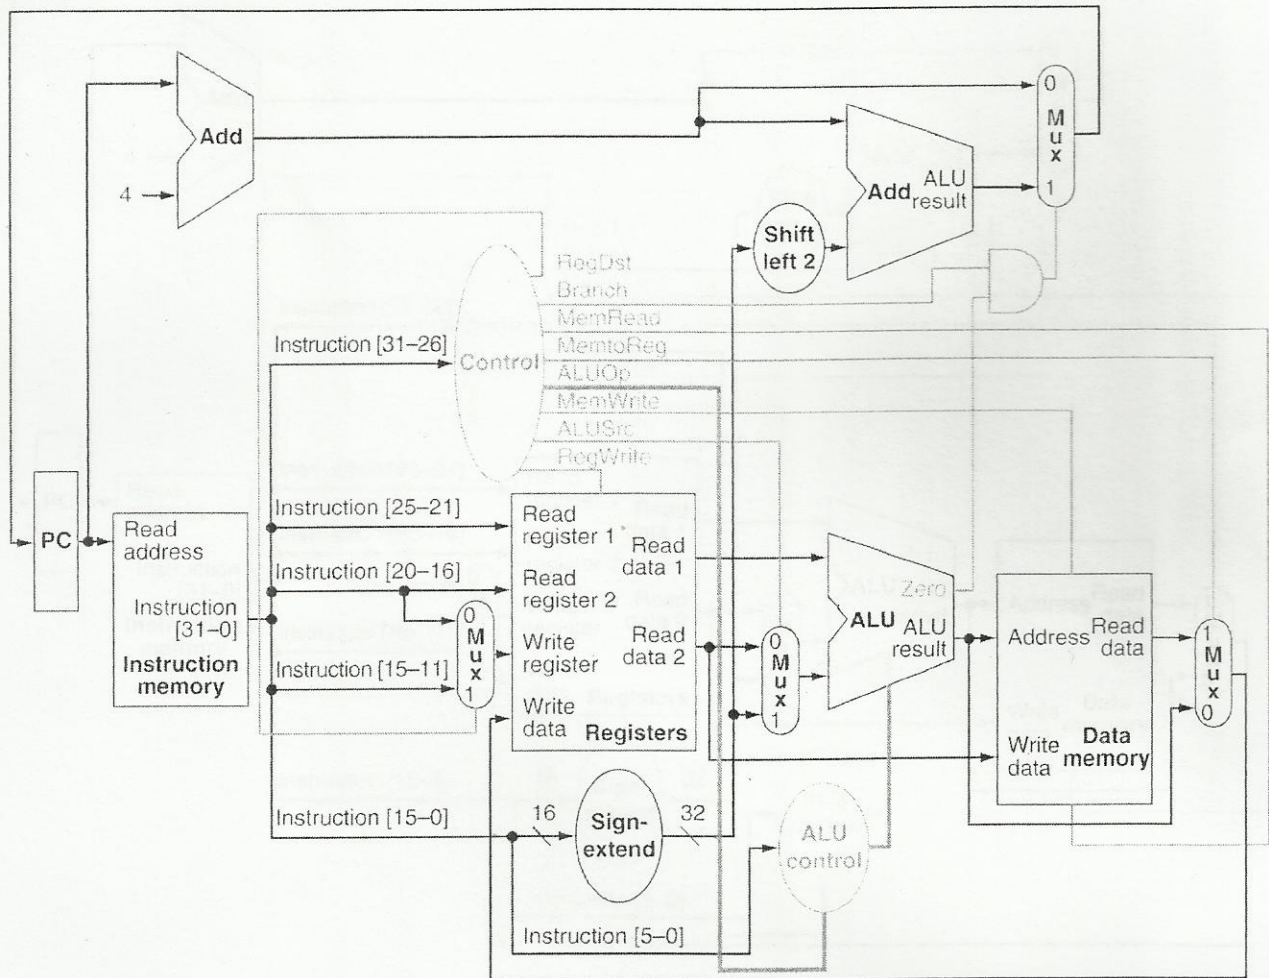 Add
4
0
Mux
1
Add ALU result
Shift left 2
RegDst
Branch
MemRead
MemtoReg
ALUOp
MemWrite
ALUSrc
RegWrite
Control
Instruction [31–26]
Instruction [25–21]
Instruction [20–16]
Instruction [15–11]
Instruction [15–0]
Instruction [5–0]
PC
Read address
Instruction [31–0]
Instruction memory
0
Mux
1
Read register 1
Read register 2
Write register
Write data
Read data 1
Read data 2
Registers
0
Mux
1
Zero
ALU
ALU result
Address
Read data
Write data
Data memory
1
Mux
0
16
Sign-extend
32
ALU control